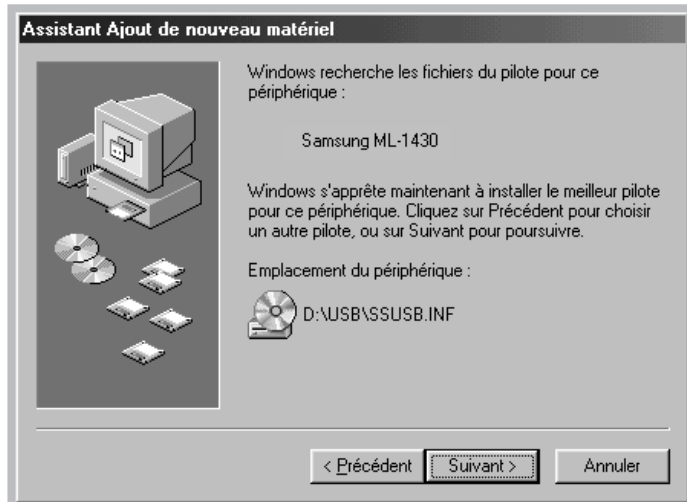 Assistant Ajout de nouveau matériel
Windows recherche les fichiers du pilote pour ce
périphérique :
Samsung ML-1430
Windows s'apprête maintenant à installer le meilleur pilote
pour ce périphérique. Cliquez sur Précédent pour choisir
un autre pilote, ou sur Suivant pour poursuivre.
Emplacement du périphérique :
D:\USB\SSUSB.INF
< Précédent
Suivant >
Annuler